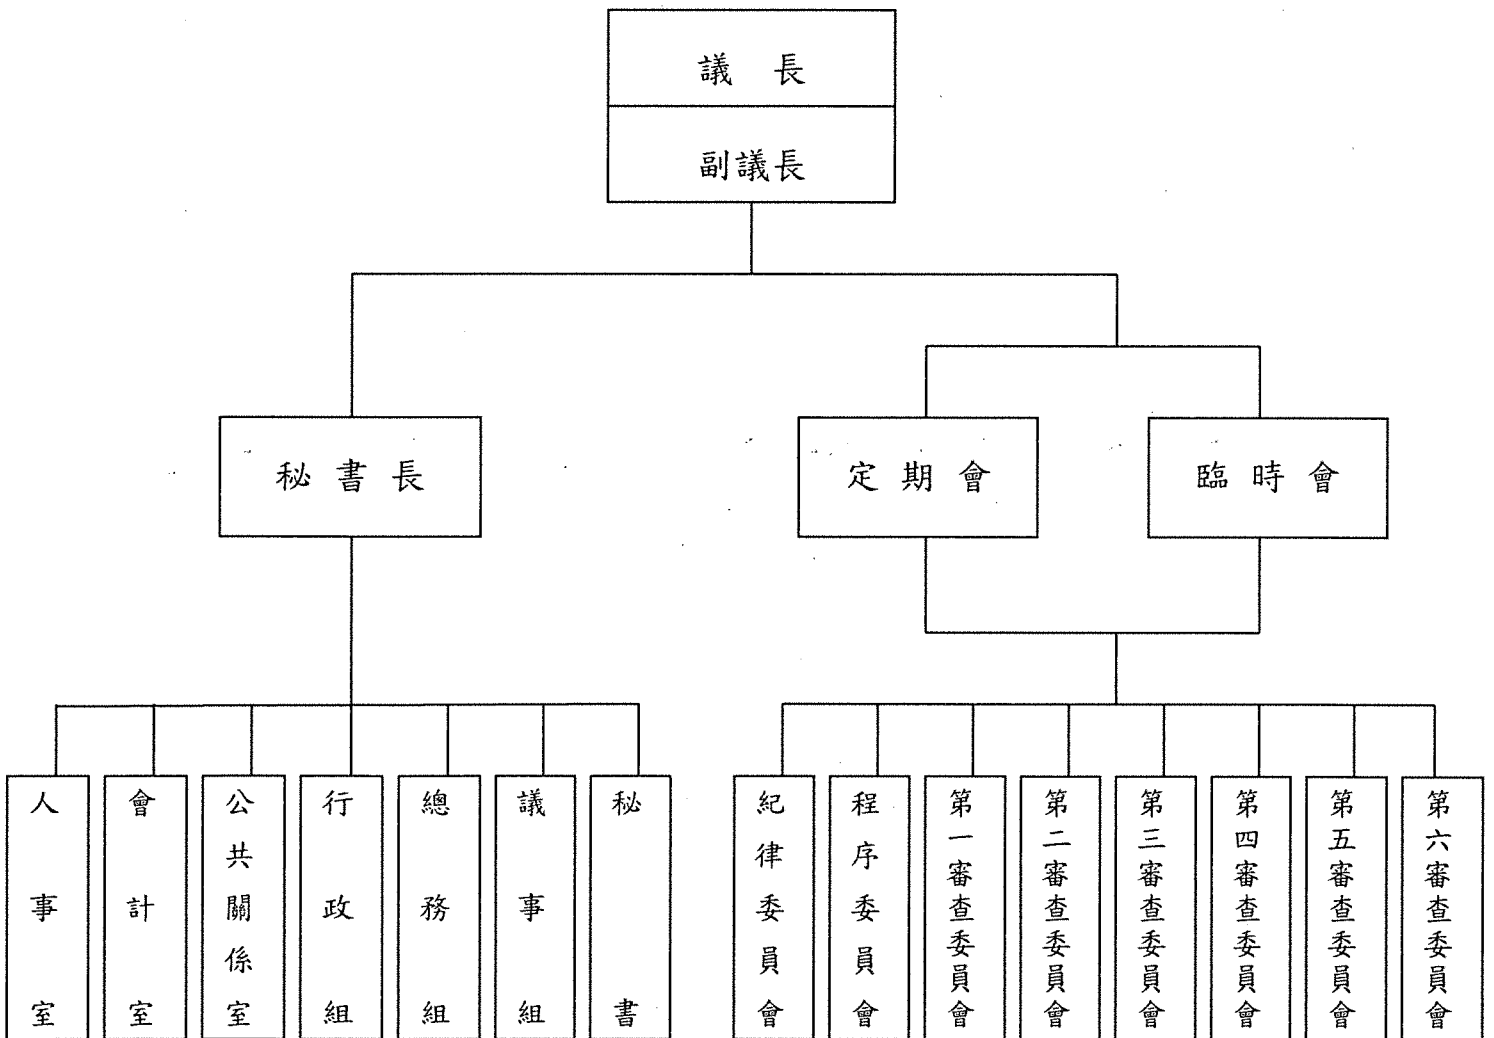 議長
副議長
秘書長
定期會
臨時會
人事室
會計室
公共關係室
行政組
總務組
議事組
秘書
紀律委員會
程序委員會
第一審查委員會
第二審查委員會
第三審查委員會
第四審查委員會
第五審查委員會
第六審查委員會